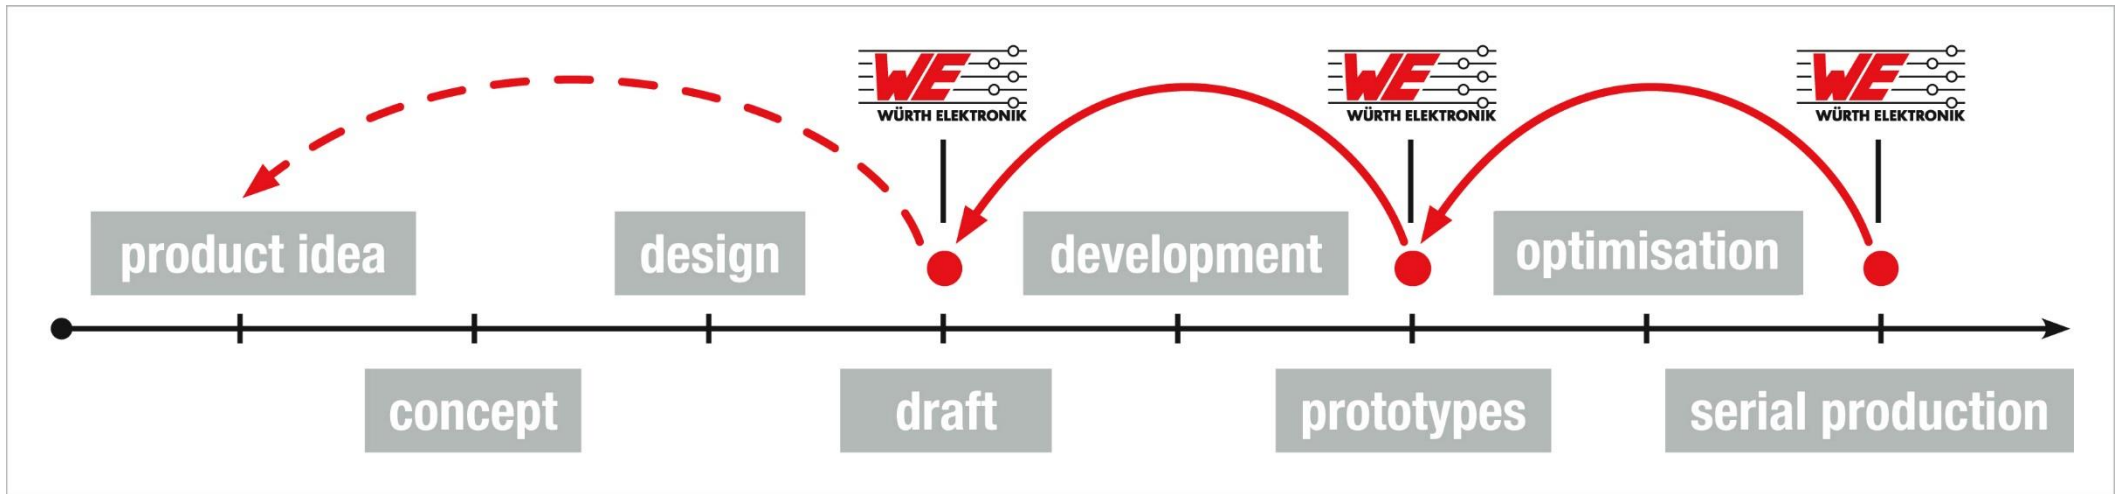 WE
WÜRTH ELEKTRONIK
WE
WÜRTH ELEKTRONIK
WE
WÜRTH ELEKTRONIK
product idea
design
development
optimisation
concept
draft
prototypes
serial production